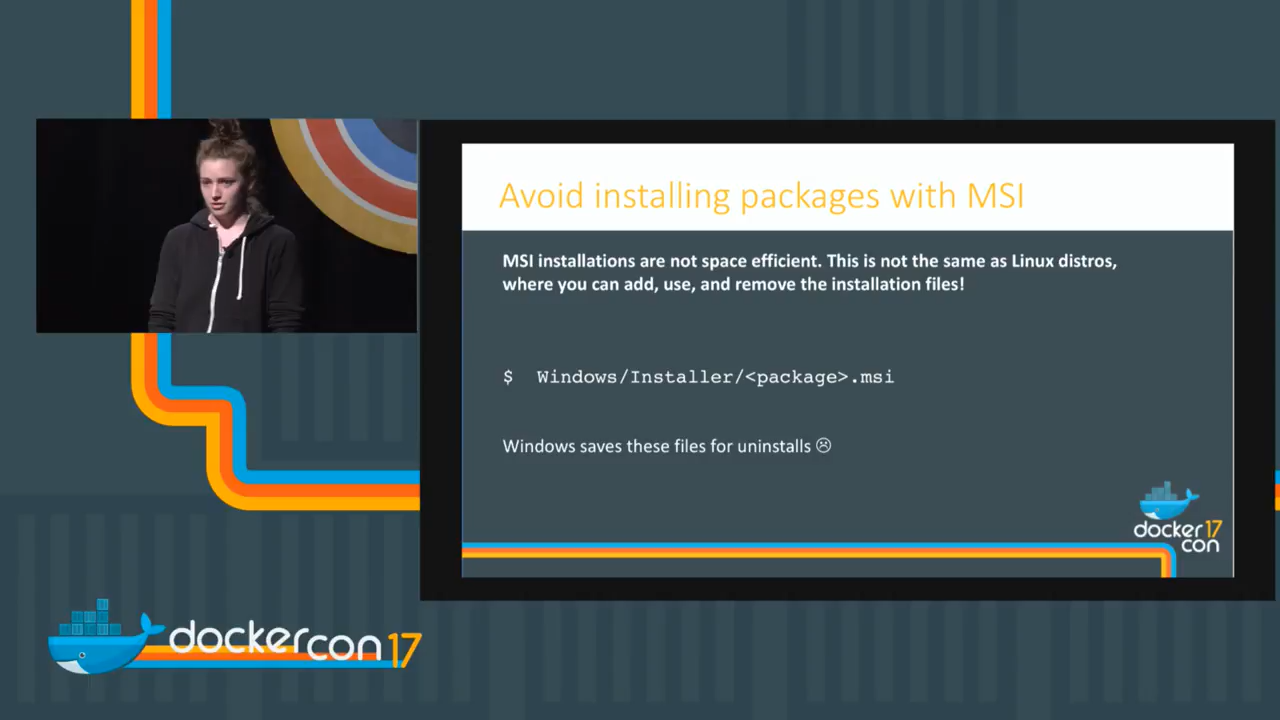 Avoid installing packages with MSI
MSI installations are not space efficient. This is not the same as Linux distros,
where you can add, use, and remove the installation files!
$ Windows/Installer/<package>.msi
Windows saves these files for uninstalls ☹
docker 17
con
dockercon 17